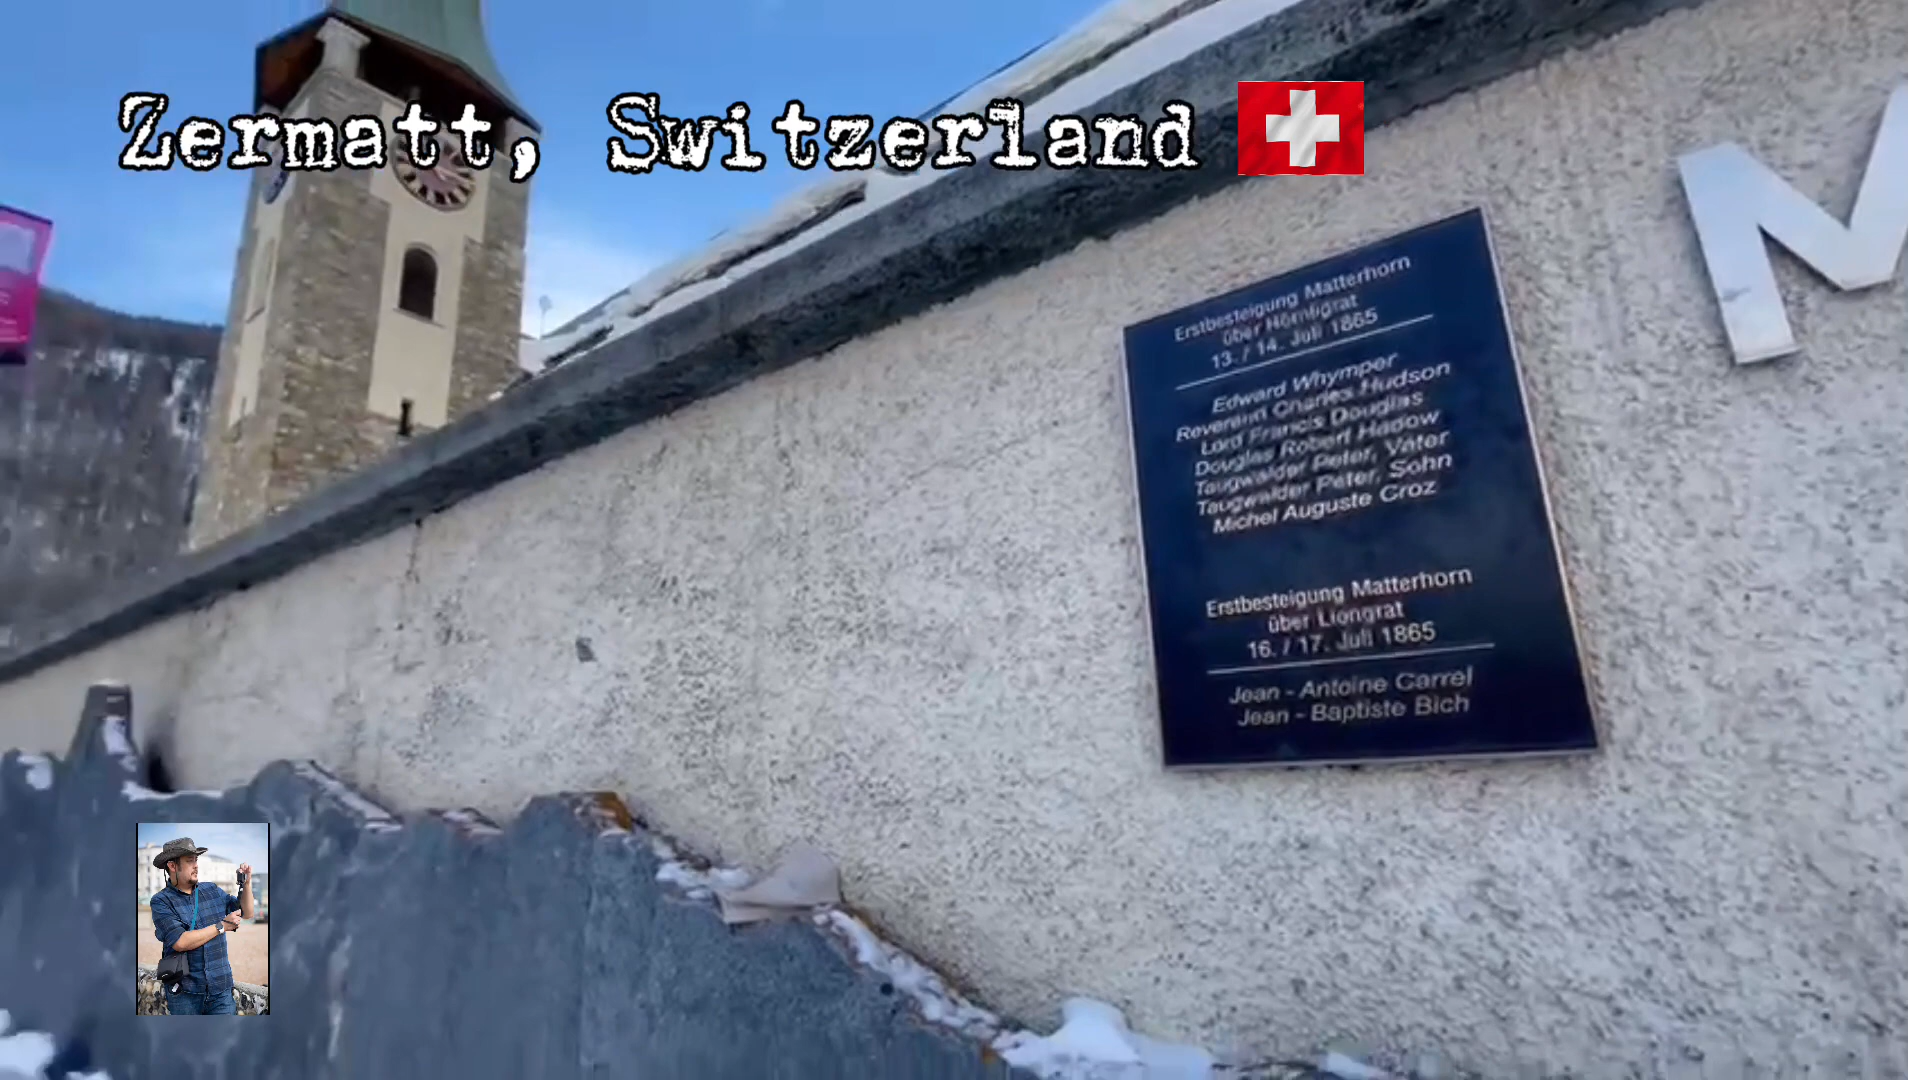 Zermatt, Switzerland
M
Erstbesteigung Matterhorn
über Hörnligrat
13. / 14. Juli 1865
Edward Whymper
Reverend Charles Hudson
Lord Francis Douglas
Douglas Robert Hadow
Taugwalder Peter, Vater
Taugwalder Peter, Sohn
Michel Auguste Croz
Erstbesteigung Matterhorn
über Liongrat
16. / 17. Juli 1865
Jean - Antoine Carrel
Jean - Baptiste Bich